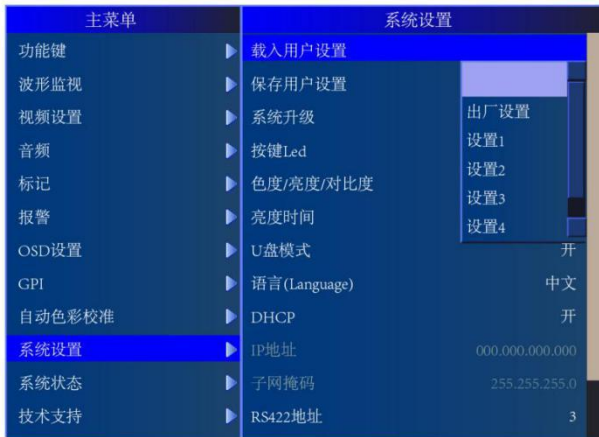 主菜单
功能键
波形监视
视频设置
音频
标记
报警
OSD设置
GPI
自动色彩校准
系统设置
系统状态
技术支持
系统设置
载入用户设置
保存用户设置
系统升级
按键Led
色度/亮度/对比度
亮度时间
U盘模式 开
语言(Language) 中文
DHCP 开
IP地址 000.000.000.000
子网掩码 255.255.255.0
RS422地址 3
出厂设置
设置1
设置2
设置3
设置4